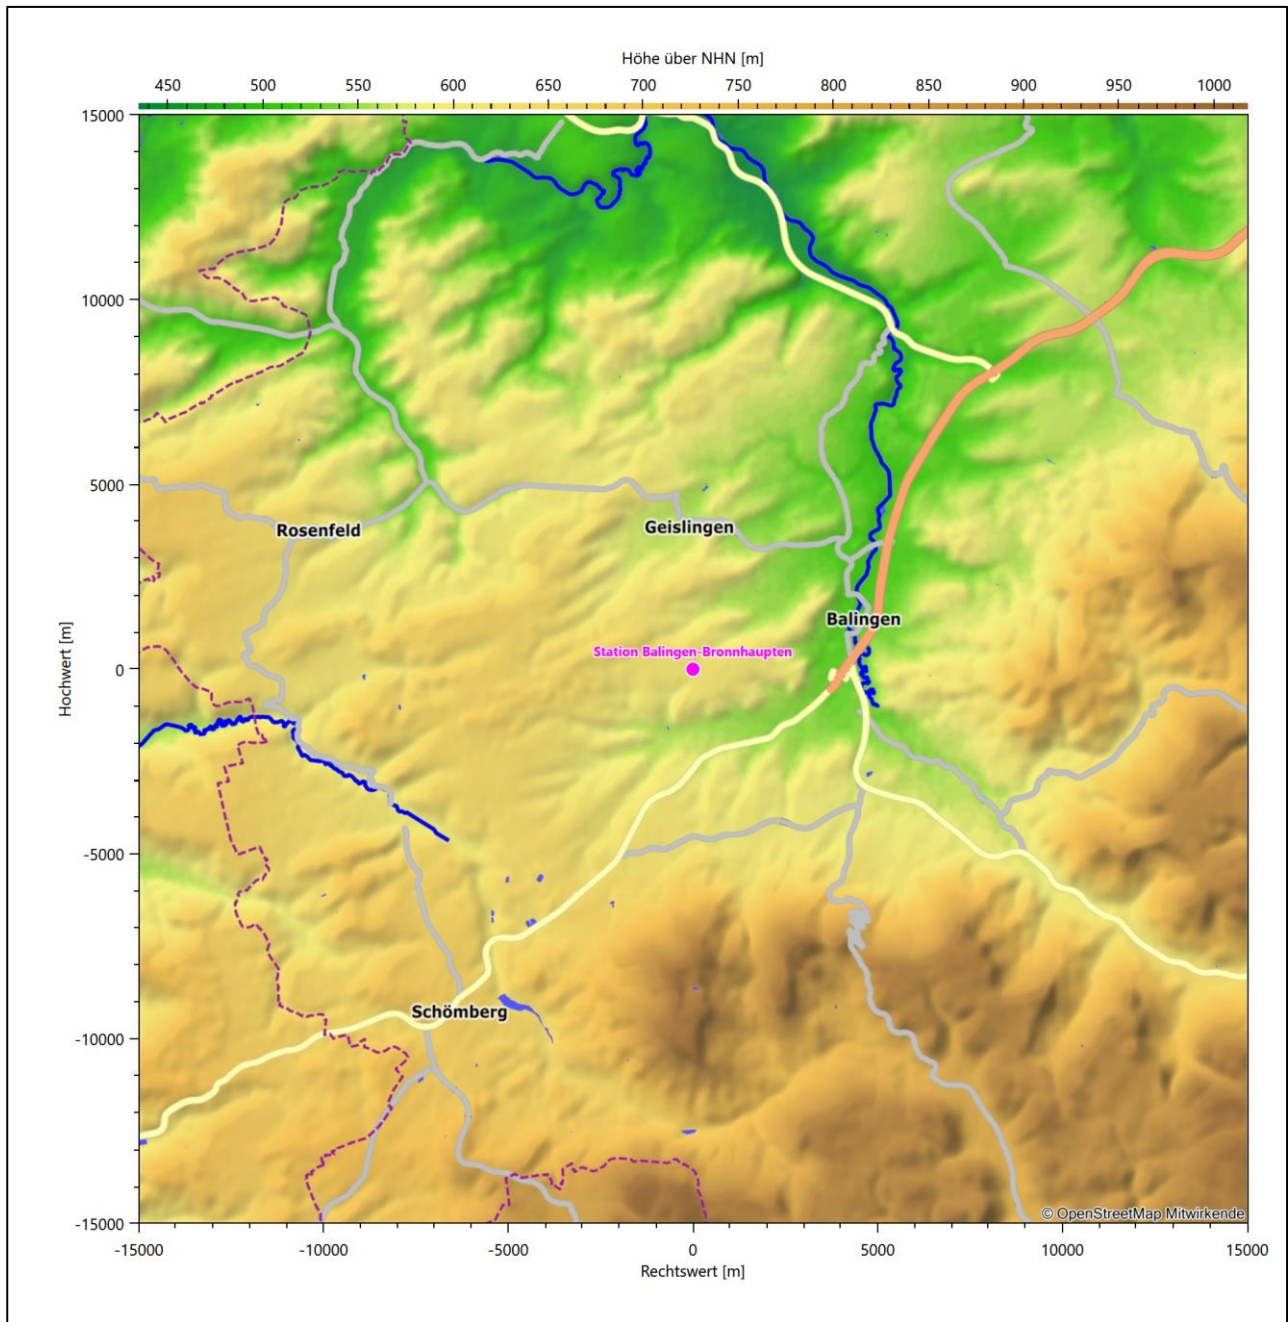 Höhe über NHN [m]
450 500 550 600 650 700 750 800 850 900 950 1000
15000
10000
5000
Rosenfeld
Geislingen
Balingen
Station Balingen-Bronnhaupten
0
Hochwert [m]
-5000
Schömberg
-10000
-15000
© OpenStreetMap Mitwirkende
-15000 -10000 -5000 0 5000 10000 15000
Rechtswert [m]